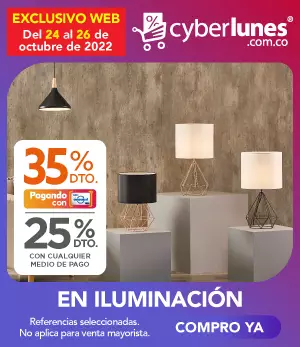 EXCLUSIVO WEB
Del 24 al 26 de
octubre de 2022
% cyberlunes®
.com.co
35% DTO.
Pagando
con
25% DTO.
CON CUALQUIER
MEDIO DE PAGO
EN ILUMINACIÓN
Referencias seleccionadas.
No aplica para venta mayorista.
COMPRO YA